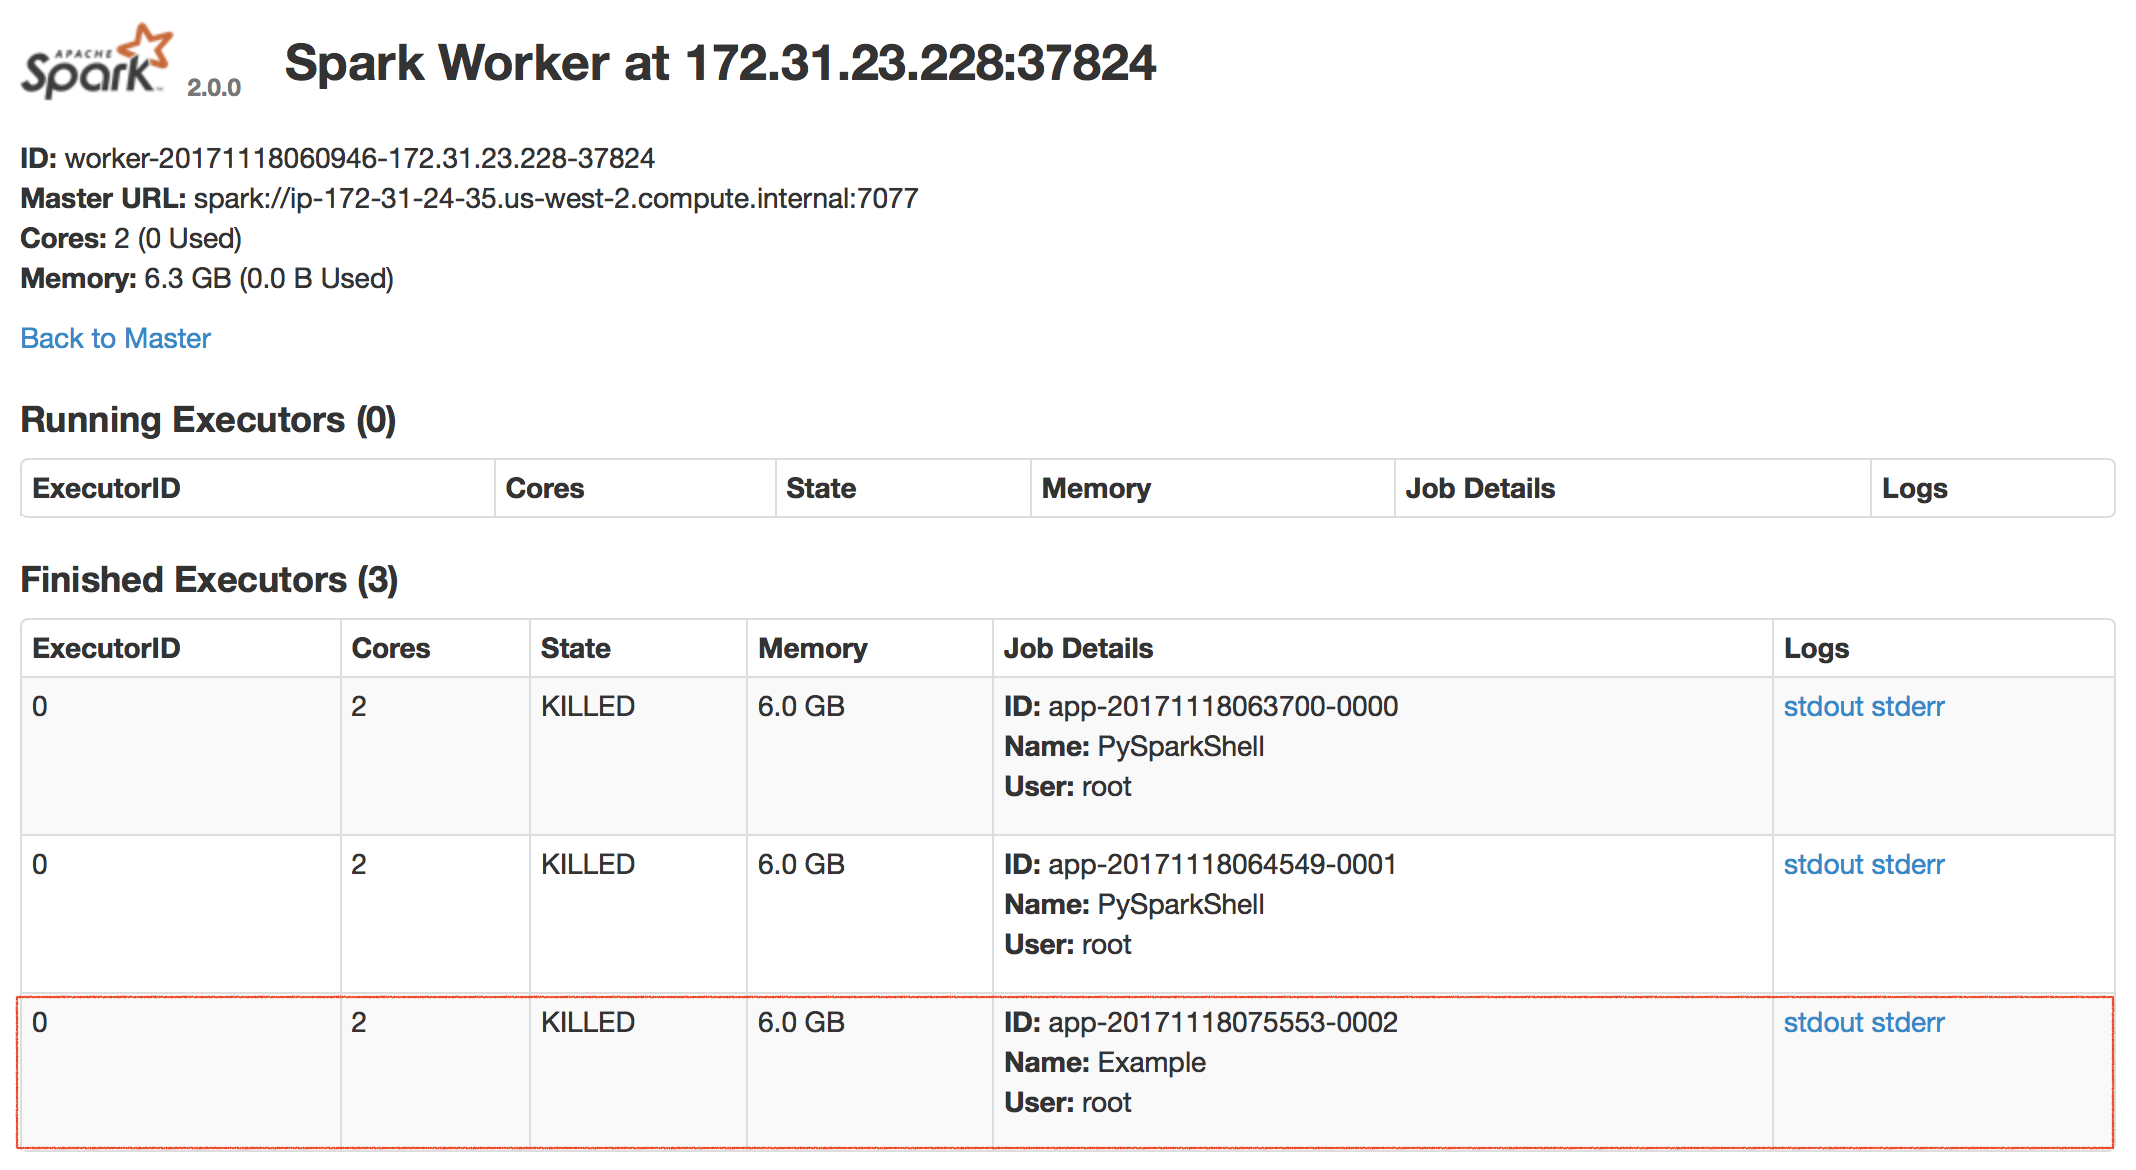 APACHE
Spark™ 2.0.0
Spark Worker at 172.31.23.228:37824
ID: worker-20171118060946-172.31.23.228-37824
Master URL: spark://ip-172-31-24-35.us-west-2.compute.internal:7077
Cores: 2 (0 Used)
Memory: 6.3 GB (0.0 B Used)
Back to Master
Running Executors (0)
ExecutorID Cores State Memory Job Details Logs
Finished Executors (3)
ExecutorID Cores State Memory Job Details Logs
0 2 KILLED 6.0 GB ID: app-20171118063700-0000 stdout stderr
Name: PySparkShell
User: root
0 2 KILLED 6.0 GB ID: app-20171118064549-0001 stdout stderr
Name: PySparkShell
User: root
0 2 KILLED 6.0 GB ID: app-20171118075553-0002 stdout stderr
Name: Example
User: root